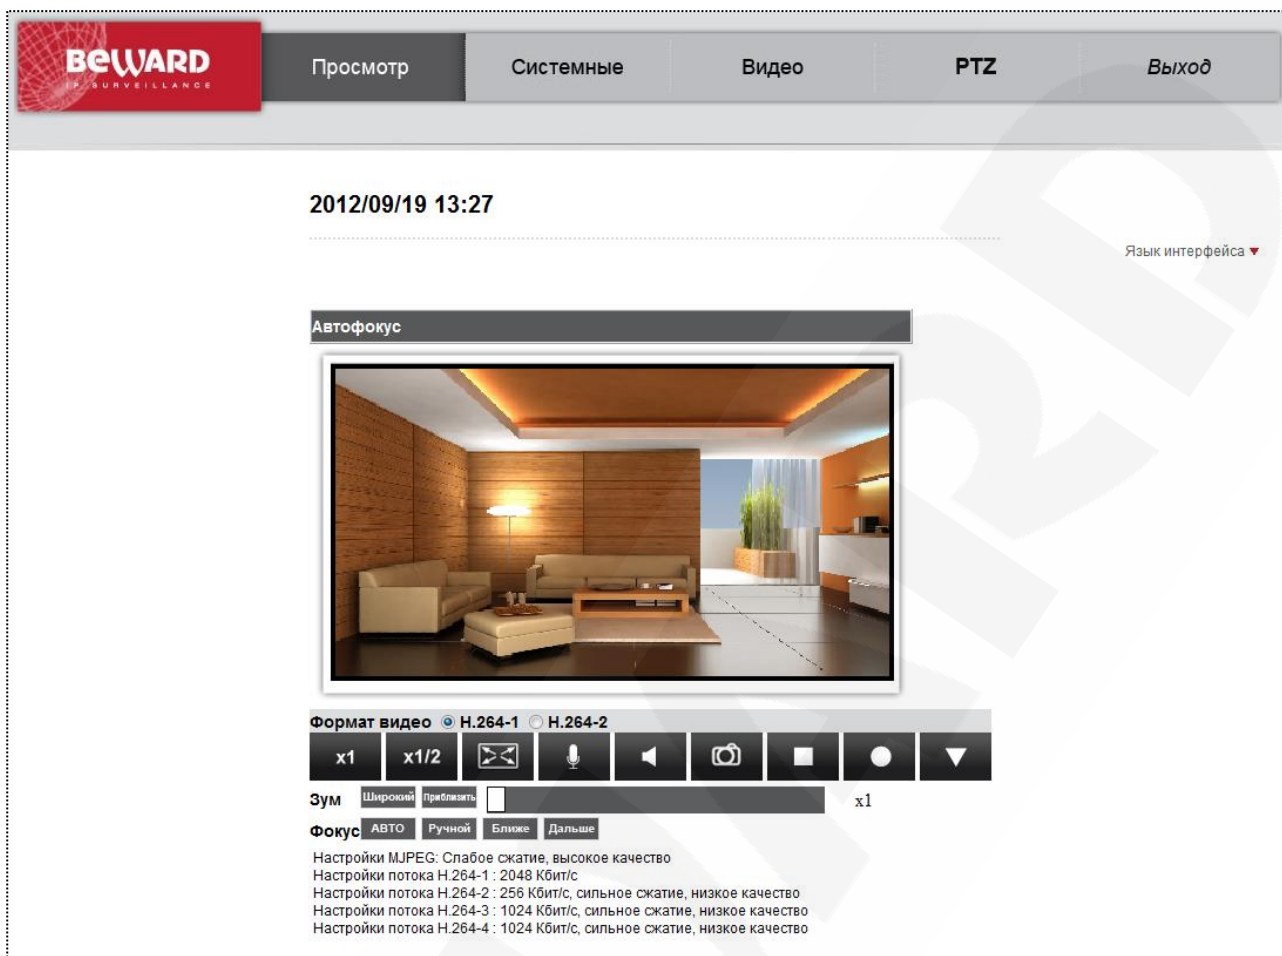 BEWARD
IP SURVEILLANCE
Просмотр
Системные
Видео
PTZ
Выход
2012/09/19 13:27
Язык интерфейса
Автофокус
Формат видео H.264-1 H.264-2
x1 x1/2
Зум Широкий Приблизить x1
Фокус АВТО Ручной Ближе Дальше
Настройки MJPEG: Слабое сжатие, высокое качество
Настройки потока H.264-1 : 2048 Кбит/с
Настройки потока H.264-2 : 256 Кбит/с, сильное сжатие, низкое качество
Настройки потока H.264-3 : 1024 Кбит/с, сильное сжатие, низкое качество
Настройки потока H.264-4 : 1024 Кбит/с, сильное сжатие, низкое качество